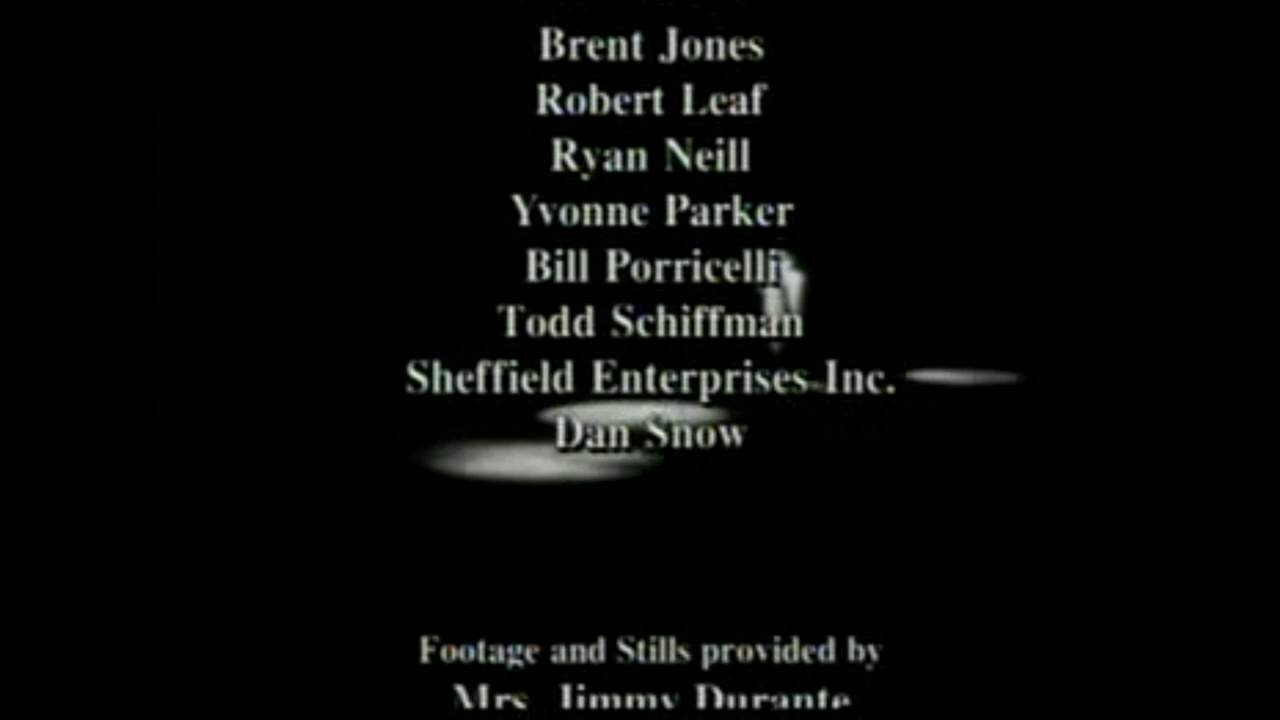 Brent Jones
Robert Leaf
Ryan Neill
Yvonne Parker
Bill Porricelli
Todd Schiffman
Sheffield Enterprises Inc.
Dan Snow
Footage and Stills provided by
Mrs. Jimmy Durante